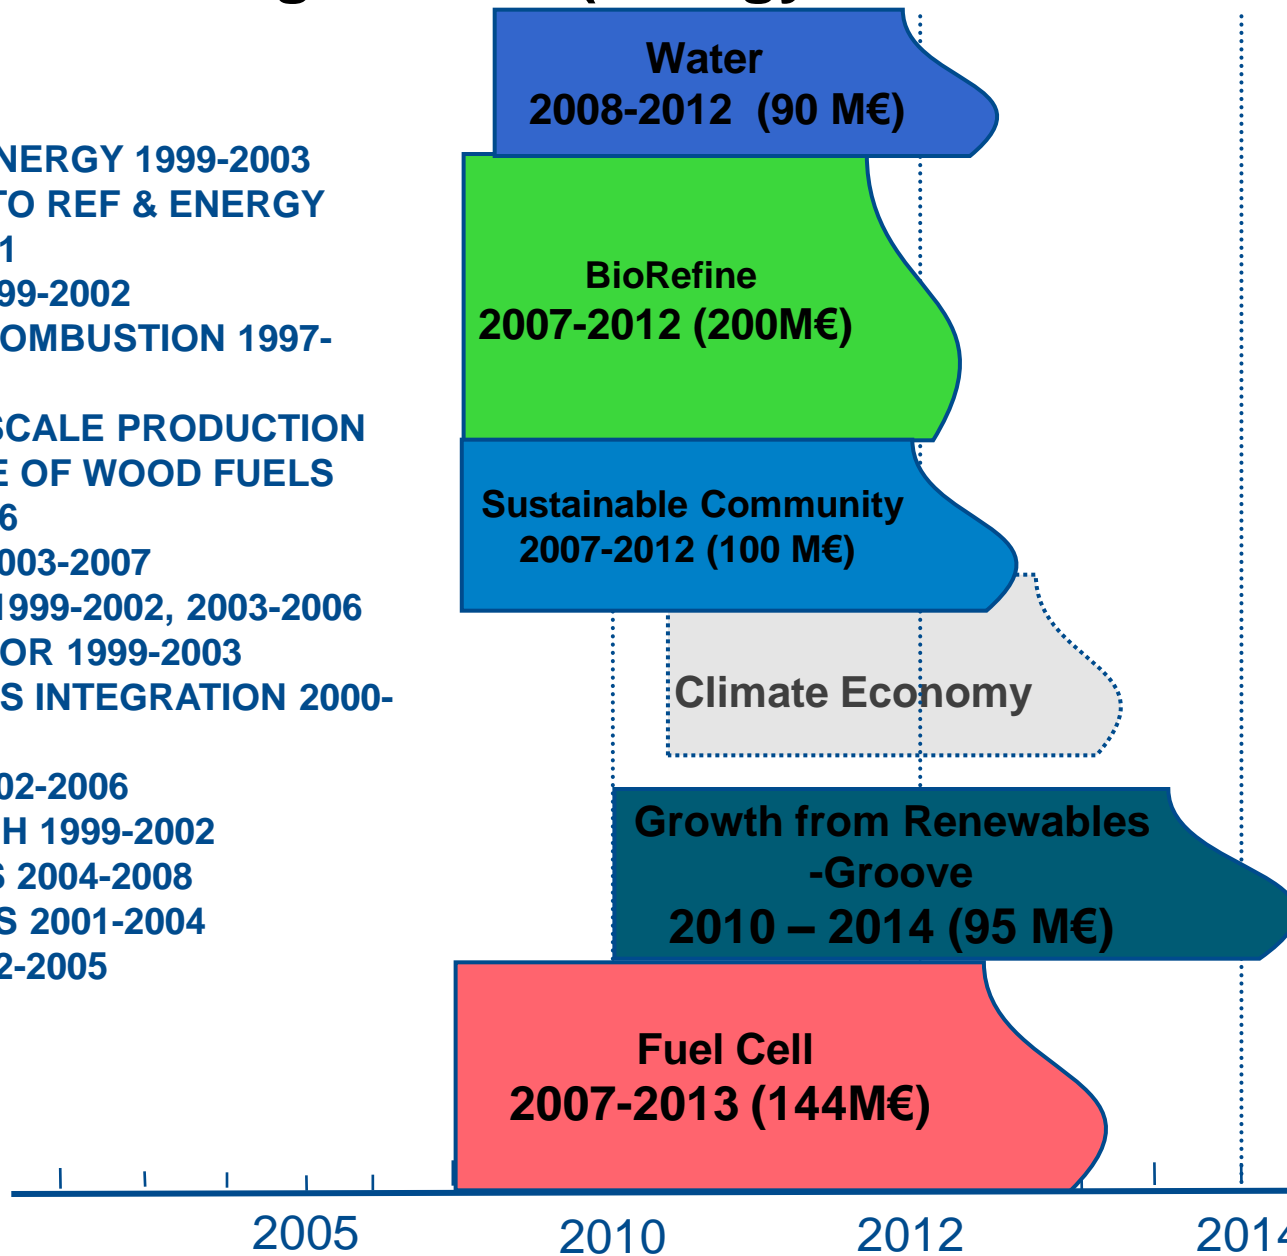 Water
2008-2012 (90 M€)
NERGY 1999-2003
TO REF & ENERGY
1
99-2002
OMBUSTION 1997-
SCALE PRODUCTION
E OF WOOD FUELS
6
003-2007
1999-2002, 2003-2006
OR 1999-2003
S INTEGRATION 2000-
02-2006
H 1999-2002
S 2004-2008
S 2001-2004
2-2005
BioRefine
2007-2012 (200M€)
Sustainable Community
2007-2012 (100 M€)
Climate Economy
Growth from Renewables
-Groove
2010 – 2014 (95 M€)
Fuel Cell
2007-2013 (144M€)
2005 2010 2012 2014